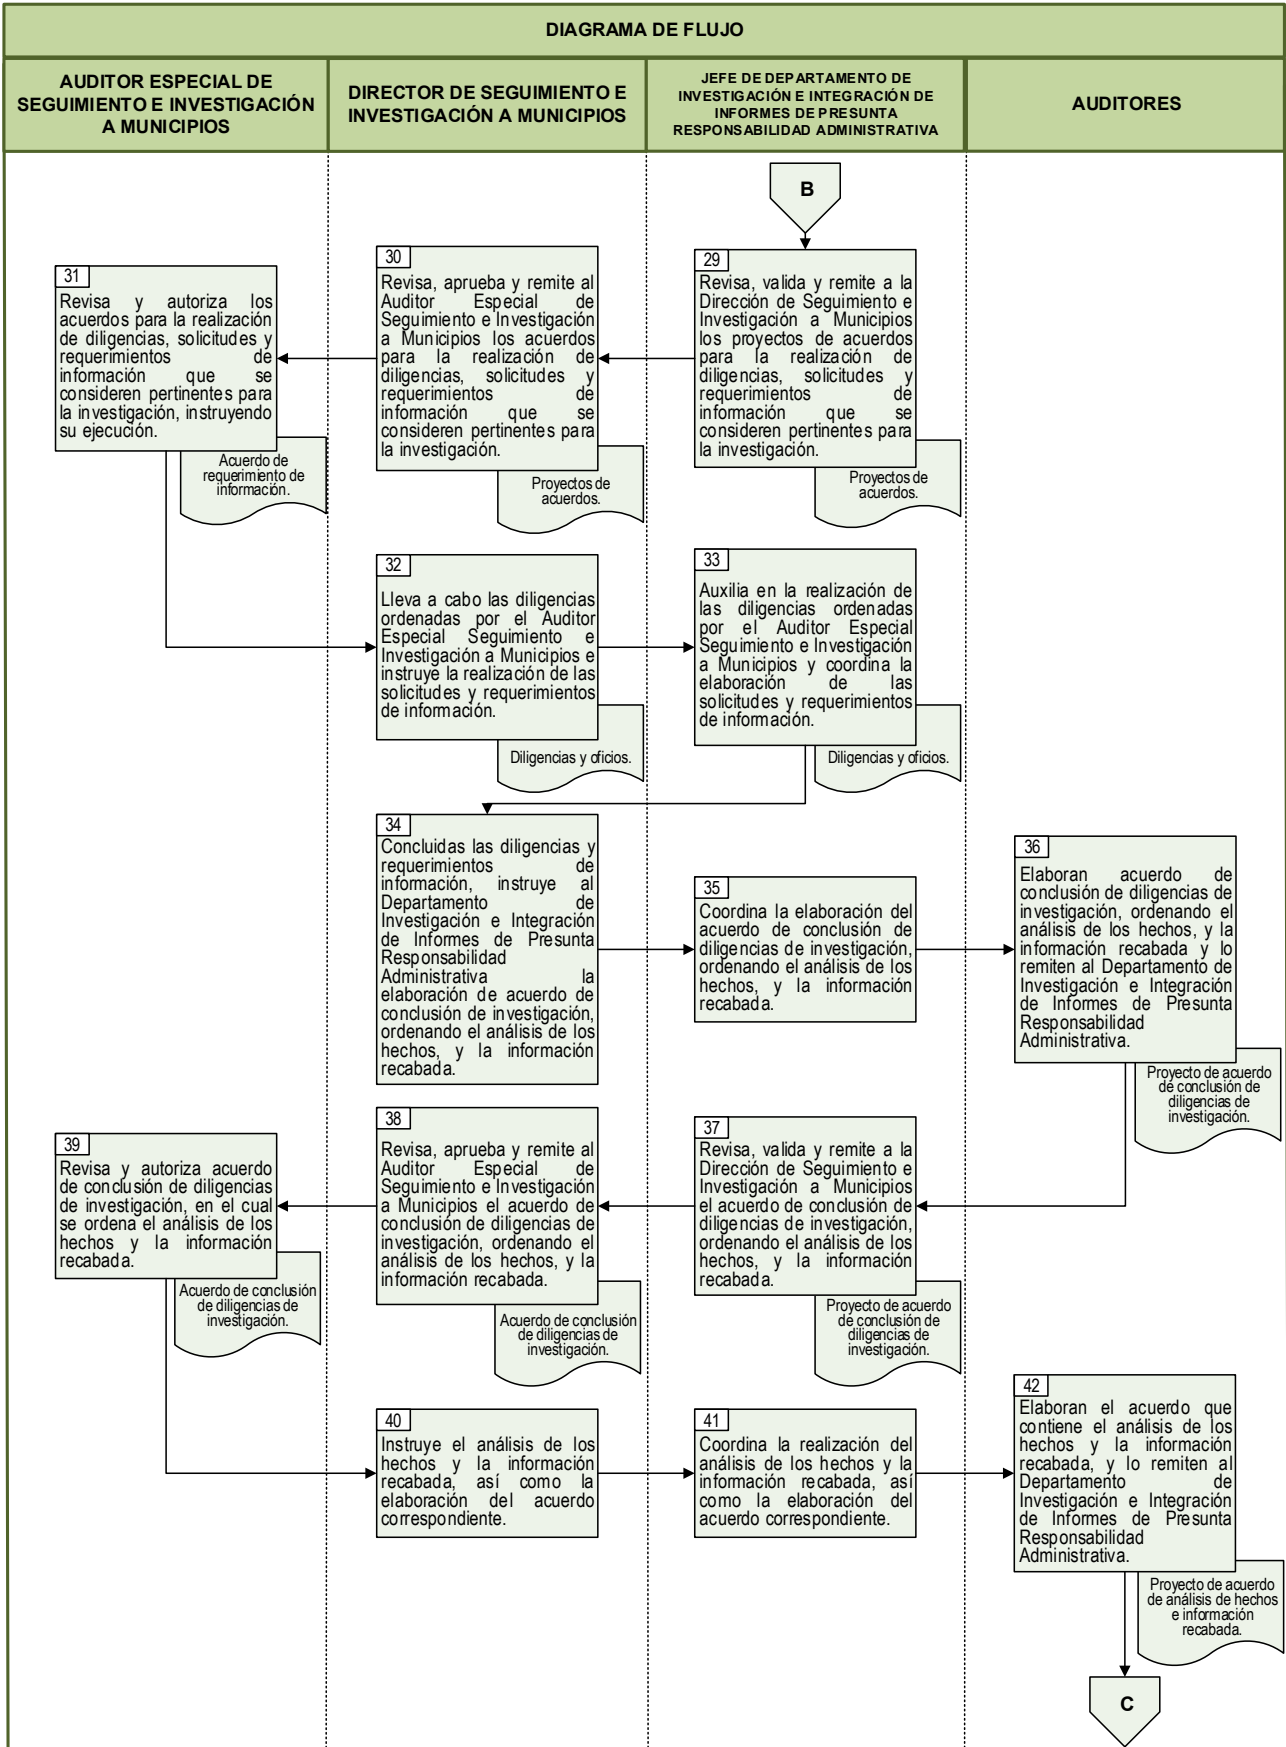 DIAGRAMA DE FLUJO
AUDITOR ESPECIAL DE
SEGUIMIENTO E INVESTIGACIÓN
A MUNICIPIOS
DIRECTOR DE SEGUIMIENTO E
INVESTIGACIÓN A MUNICIPIOS
JEFE DE DEPARTAMENTO DE
INVESTIGACIÓN E INTEGRACIÓN DE
INFORMES DE PRESUNTA
RESPONSABILIDAD ADMINISTRATIVA
AUDITORES
B
29
Revisa, valida y remite a la
Dirección de Seguimiento e
Investigación a Municipios
los proyectos de acuerdos
para la realización de
diligencias, solicitudes y
requerimientos de
información que se
consideren pertinentes para
la investigación.
Proyectos de
acuerdos.
30
Revisa, aprueba y remite al
Auditor Especial de
Seguimiento e Investigación
a Municipios los acuerdos
para la realización de
diligencias, solicitudes y
requerimientos de
información que se
consideren pertinentes para
la investigación.
Proyectos de
acuerdos.
31
Revisa y autoriza los
acuerdos para la realización
de diligencias, solicitudes y
requerimientos de
información que se
consideren pertinentes para
la investigación, instruyendo
su ejecución.
Acuerdo de
requerimiento de
información.
32
Lleva a cabo las diligencias
ordenadas por el Auditor
Especial Seguimiento e
Investigación a Municipios e
instruye la realización de las
solicitudes y requerimientos
de información.
Diligencias y oficios.
33
Auxilia en la realización de
las diligencias ordenadas
por el Auditor Especial
Seguimiento e Investigación
a Municipios y coordina la
elaboración de las
solicitudes y requerimientos
de información.
Diligencias y oficios.
34
Concluidas las diligencias y
requerimientos de
información, instruye al
Departamento de
Investigación e Integración
de Informes de Presunta
Responsabilidad
Administrativa la
elaboración de acuerdo de
conclusión de investigación,
ordenando el análisis de los
hechos, y la información
recabada.
35
Coordina la elaboración del
acuerdo de conclusión de
diligencias de investigación,
ordenando el análisis de los
hechos, y la información
recabada.
36
Elaboran acuerdo de
conclusión de diligencias de
investigación, ordenando el
análisis de los hechos, y la
información recabada y lo
remiten al Departamento de
Investigación e Integración
de Informes de Presunta
Responsabilidad
Administrativa.
Proyecto de acuerdo
de conclusión de
diligencias de
investigación.
37
Revisa, valida y remite a la
Dirección de Seguimiento e
Investigación a Municipios
el acuerdo de conclusión de
diligencias de investigación,
ordenando el análisis de los
hechos, y la información
recabada.
Proyecto de acuerdo
de conclusión de
diligencias de
investigación.
38
Revisa, aprueba y remite al
Auditor Especial de
Seguimiento e Investigación
a Municipios el acuerdo de
conclusión de diligencias de
investigación, ordenando el
análisis de los hechos, y la
información recabada.
Acuerdo de conclusión
de diligencias de
investigación.
39
Revisa y autoriza acuerdo
de conclusión de diligencias
de investigación, en el cual
se ordena el análisis de los
hechos y la información
recabada.
Acuerdo de conclusión
de diligencias de
investigación.
40
Instruye el análisis de los
hechos y la información
recabada, así como la
elaboración del acuerdo
correspondiente.
41
Coordina la realización del
análisis de los hechos y la
información recabada, así
como la elaboración del
acuerdo correspondiente.
42
Elaboran el acuerdo que
contiene el análisis de los
hechos y la información
recabada, y lo remiten al
Departamento de
Investigación e Integración
de Informes de Presunta
Responsabilidad
Administrativa.
Proyecto de acuerdo
de análisis de hechos
e información
recabada.
C